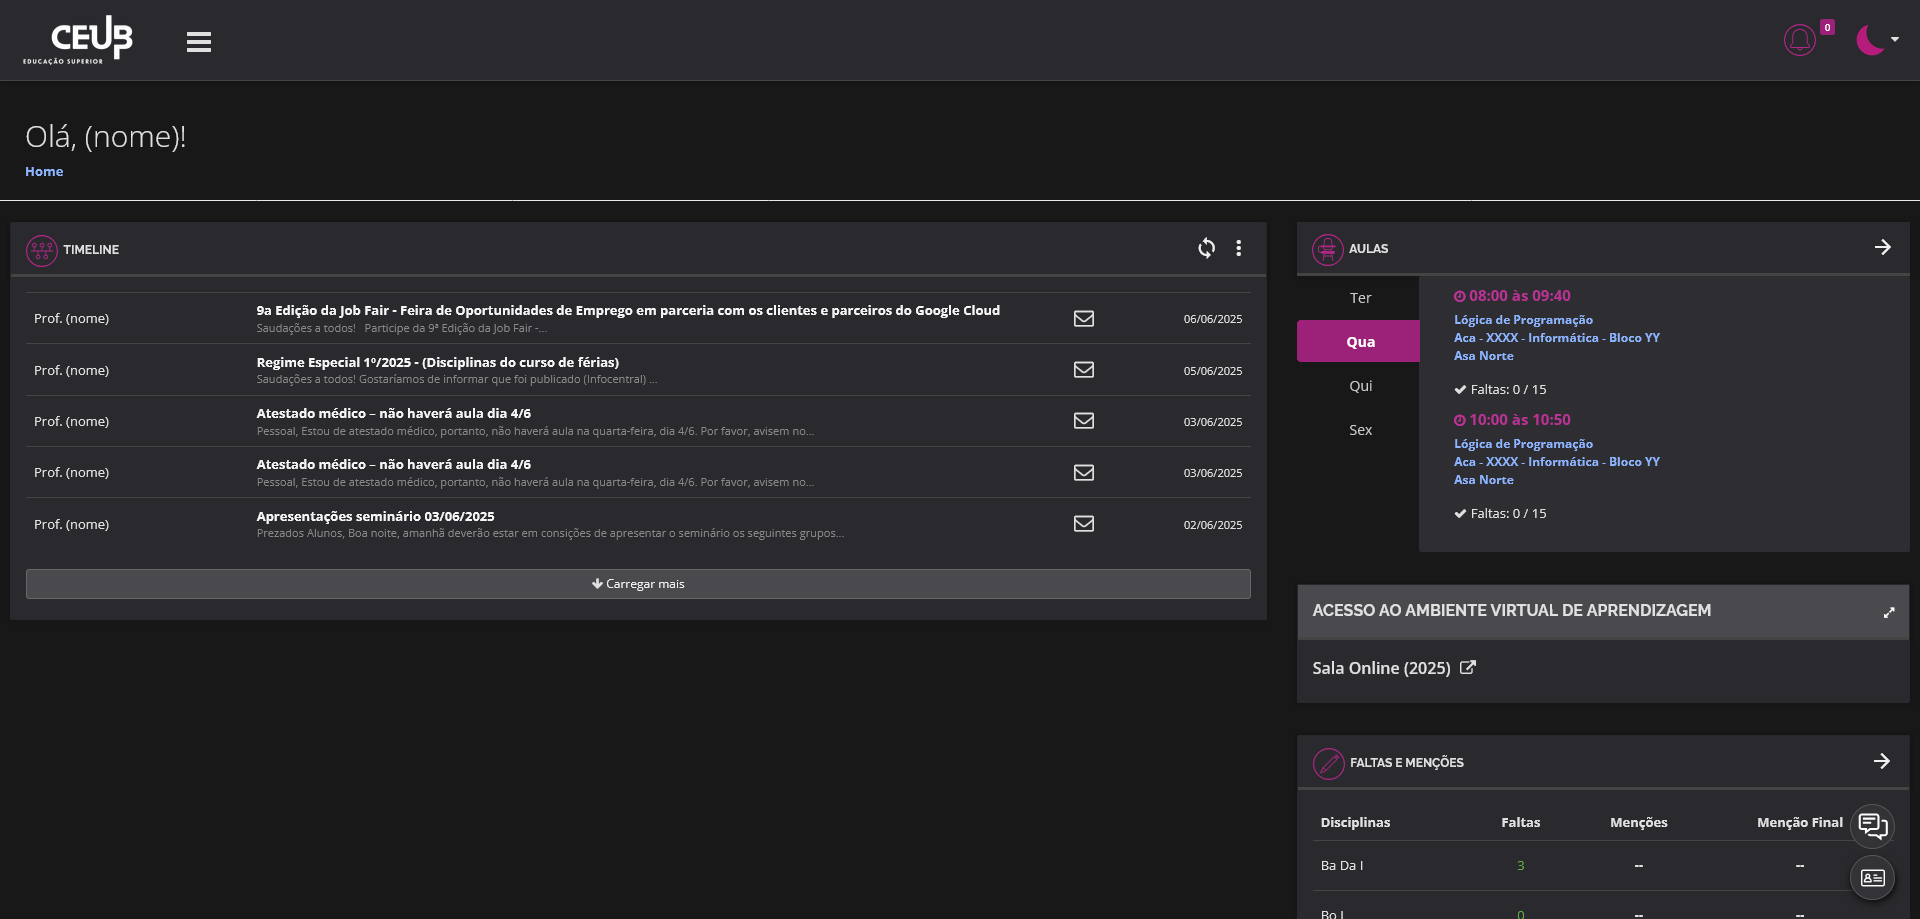 CEUB
EDUCAÇÃO SUPERIOR
0
Olá, (nome)!
Home
TIMELINE
Prof. (nome)
9a Edição da Job Fair - Feira de Oportunidades de Emprego em parceria com os clientes e parceiros do Google Cloud
Saudações a todos!   Participe da 9ª Edição da Job Fair -...
06/06/2025
Prof. (nome)
Regime Especial 1º/2025 - (Disciplinas do curso de férias)
Saudações a todos! Gostaríamos de informar que foi publicado (Infocentral) ...
05/06/2025
Prof. (nome)
Atestado médico – não haverá aula dia 4/6
Pessoal, Estou de atestado médico, portanto, não haverá aula na quarta-feira, dia 4/6. Por favor, avisem no...
03/06/2025
Prof. (nome)
Atestado médico – não haverá aula dia 4/6
Pessoal, Estou de atestado médico, portanto, não haverá aula na quarta-feira, dia 4/6. Por favor, avisem no...
03/06/2025
Prof. (nome)
Apresentações seminário 03/06/2025
Prezados Alunos, Boa noite, amanhã deverão estar em consições de apresentar o seminário os seguintes grupos...
02/06/2025
Carregar mais
AULAS
Ter
Qua
Qui
Sex
08:00 às 09:40
Lógica de Programação
Aca - XXXX - Informática - Bloco YY
Asa Norte
Faltas: 0 / 15
10:00 às 10:50
Lógica de Programação
Aca - XXXX - Informática - Bloco YY
Asa Norte
Faltas: 0 / 15
ACESSO AO AMBIENTE VIRTUAL DE APRENDIZAGEM
Sala Online (2025)
FALTAS E MENÇÕES
Disciplinas Faltas Menções Menção Final
Ba Da I 3 -- --
Bo I 0 -- --